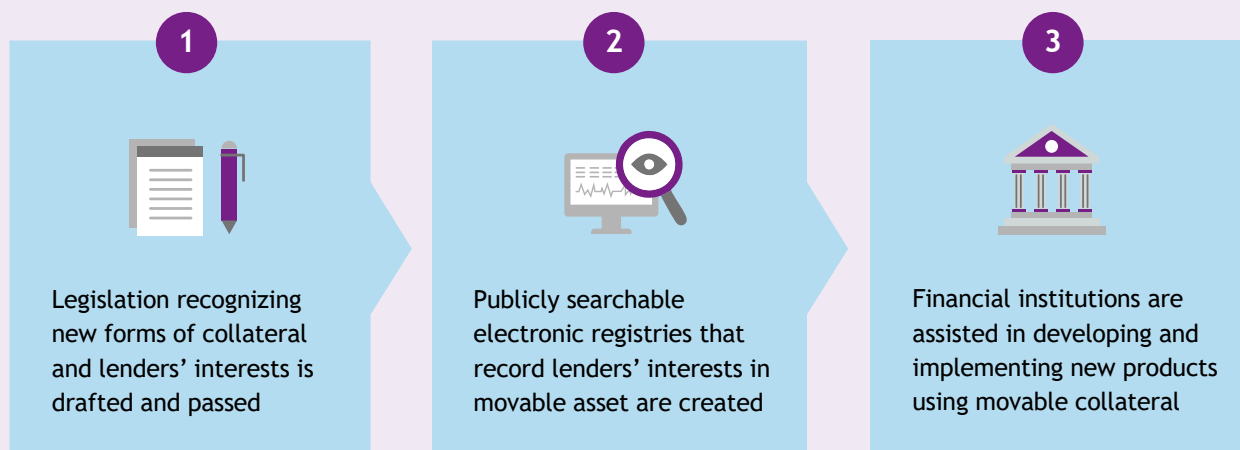 1
Legislation recognizing
new forms of collateral
and lenders’ interests is
drafted and passed
2
Publicly searchable
electronic registries that
record lenders’ interests in
movable asset are created
3
Financial institutions are
assisted in developing and
implementing new products
using movable collateral